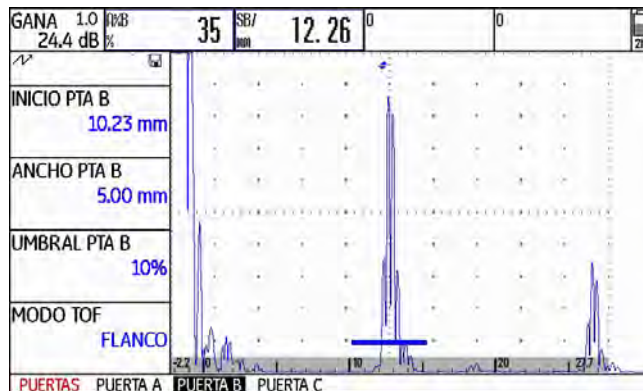 GANA 1.0
24.4 dB
A%B
%
35
SB/
mm
12.26
0
0
INICIO PTA B
10.23 mm
ANCHO PTA B
5.00 mm
UMBRAL PTA B
10%
MODO TOF
FLANCO
-2.2 0 10 20 27.7
PUERTAS PUERTA A PUERTA B PUERTA C